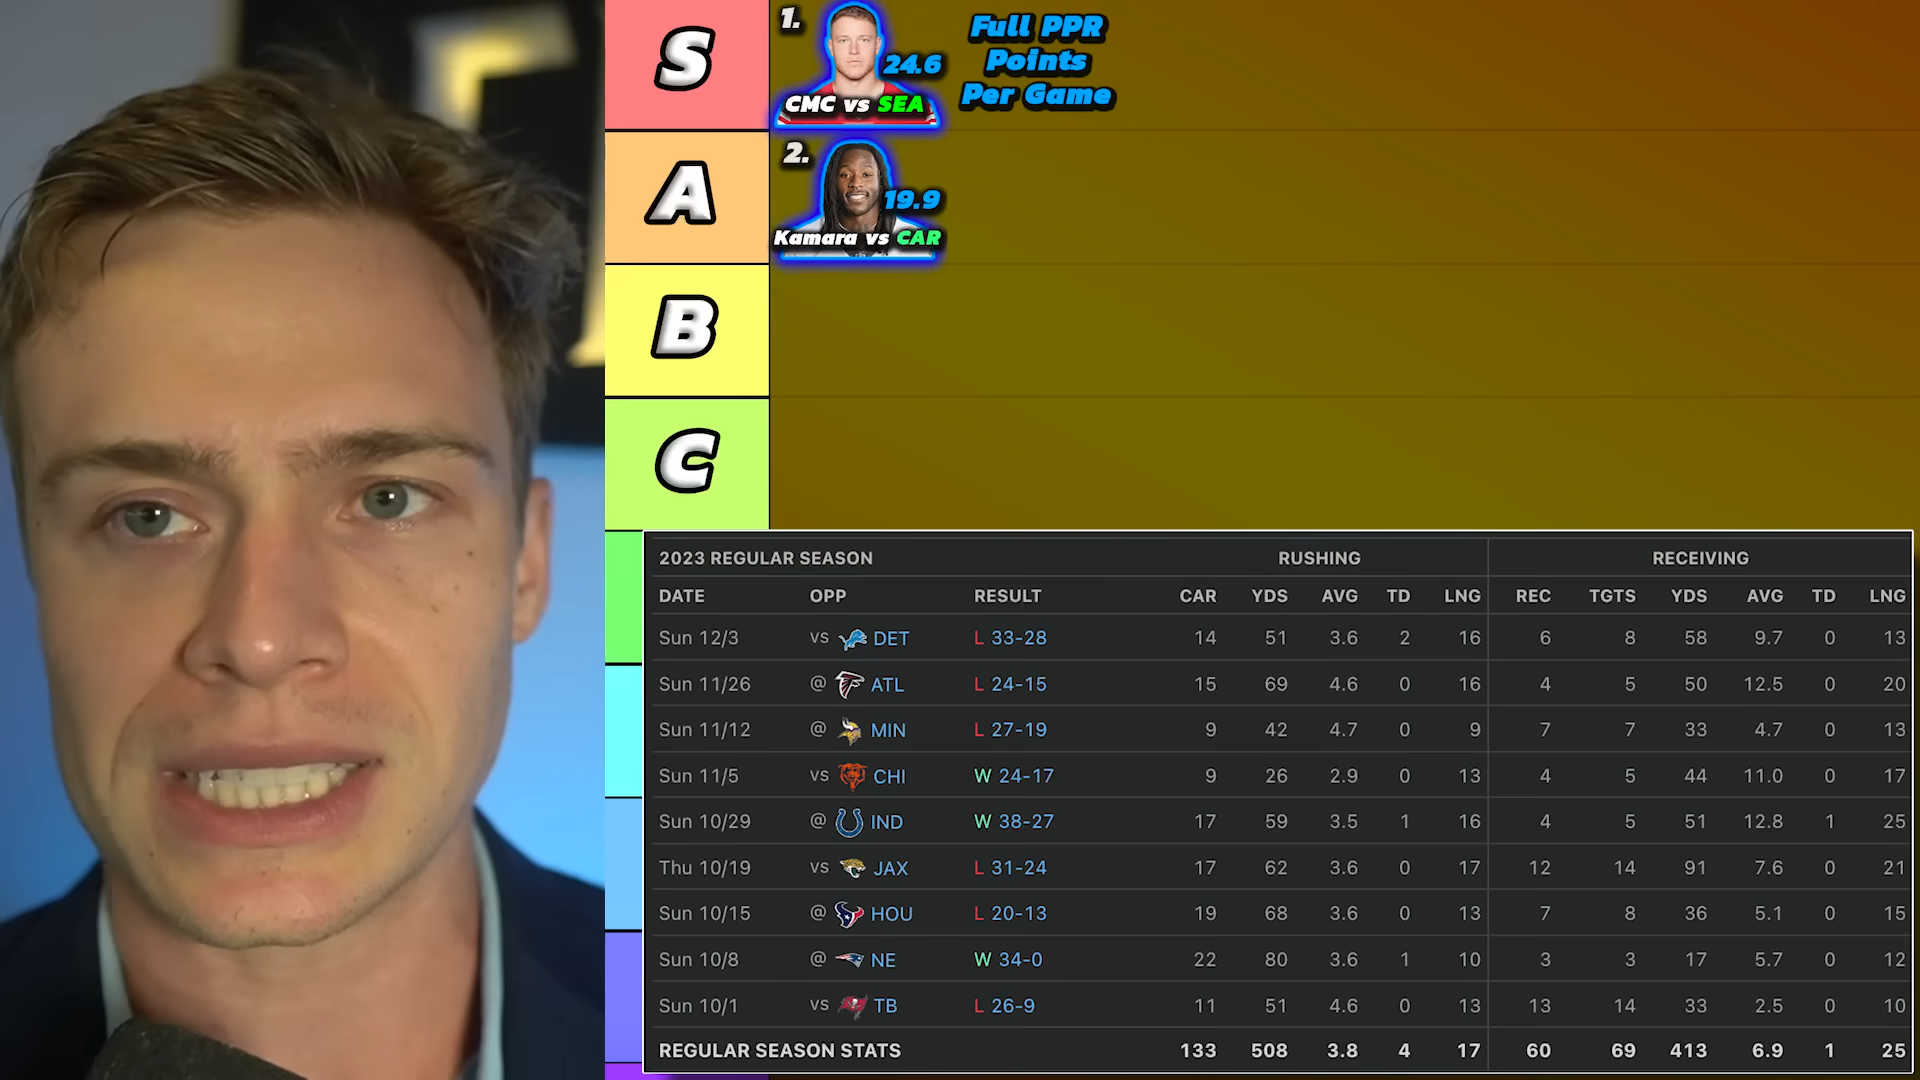 S
1.
24.6
CMC vs SEA
Full PPR
Points
Per Game
A
2.
19.9
Kamara vs CAR
B
C
2023 REGULAR SEASON RUSHING RECEIVING
DATE OPP RESULT CAR YDS AVG TD LNG REC TGTS YDS AVG TD LNG
Sun 12/3 vs DET L 33-28 14 51 3.6 2 16 6 8 58 9.7 0 13
Sun 11/26 @ ATL L 24-15 15 69 4.6 0 16 4 5 50 12.5 0 20
Sun 11/12 @ MIN L 27-19 9 42 4.7 0 9 7 7 33 4.7 0 13
Sun 11/5 vs CHI W 24-17 9 26 2.9 0 13 4 5 44 11.0 0 17
Sun 10/29 @ IND W 38-27 17 59 3.5 1 16 4 5 51 12.8 1 25
Thu 10/19 vs JAX L 31-24 17 62 3.6 0 17 12 14 91 7.6 0 21
Sun 10/15 @ HOU L 20-13 19 68 3.6 0 13 7 8 36 5.1 0 15
Sun 10/8 @ NE W 34-0 22 80 3.6 1 10 3 3 17 5.7 0 12
Sun 10/1 vs TB L 26-9 11 51 4.6 0 13 13 14 33 2.5 0 10
REGULAR SEASON STATS 133 508 3.8 4 17 60 69 413 6.9 1 25